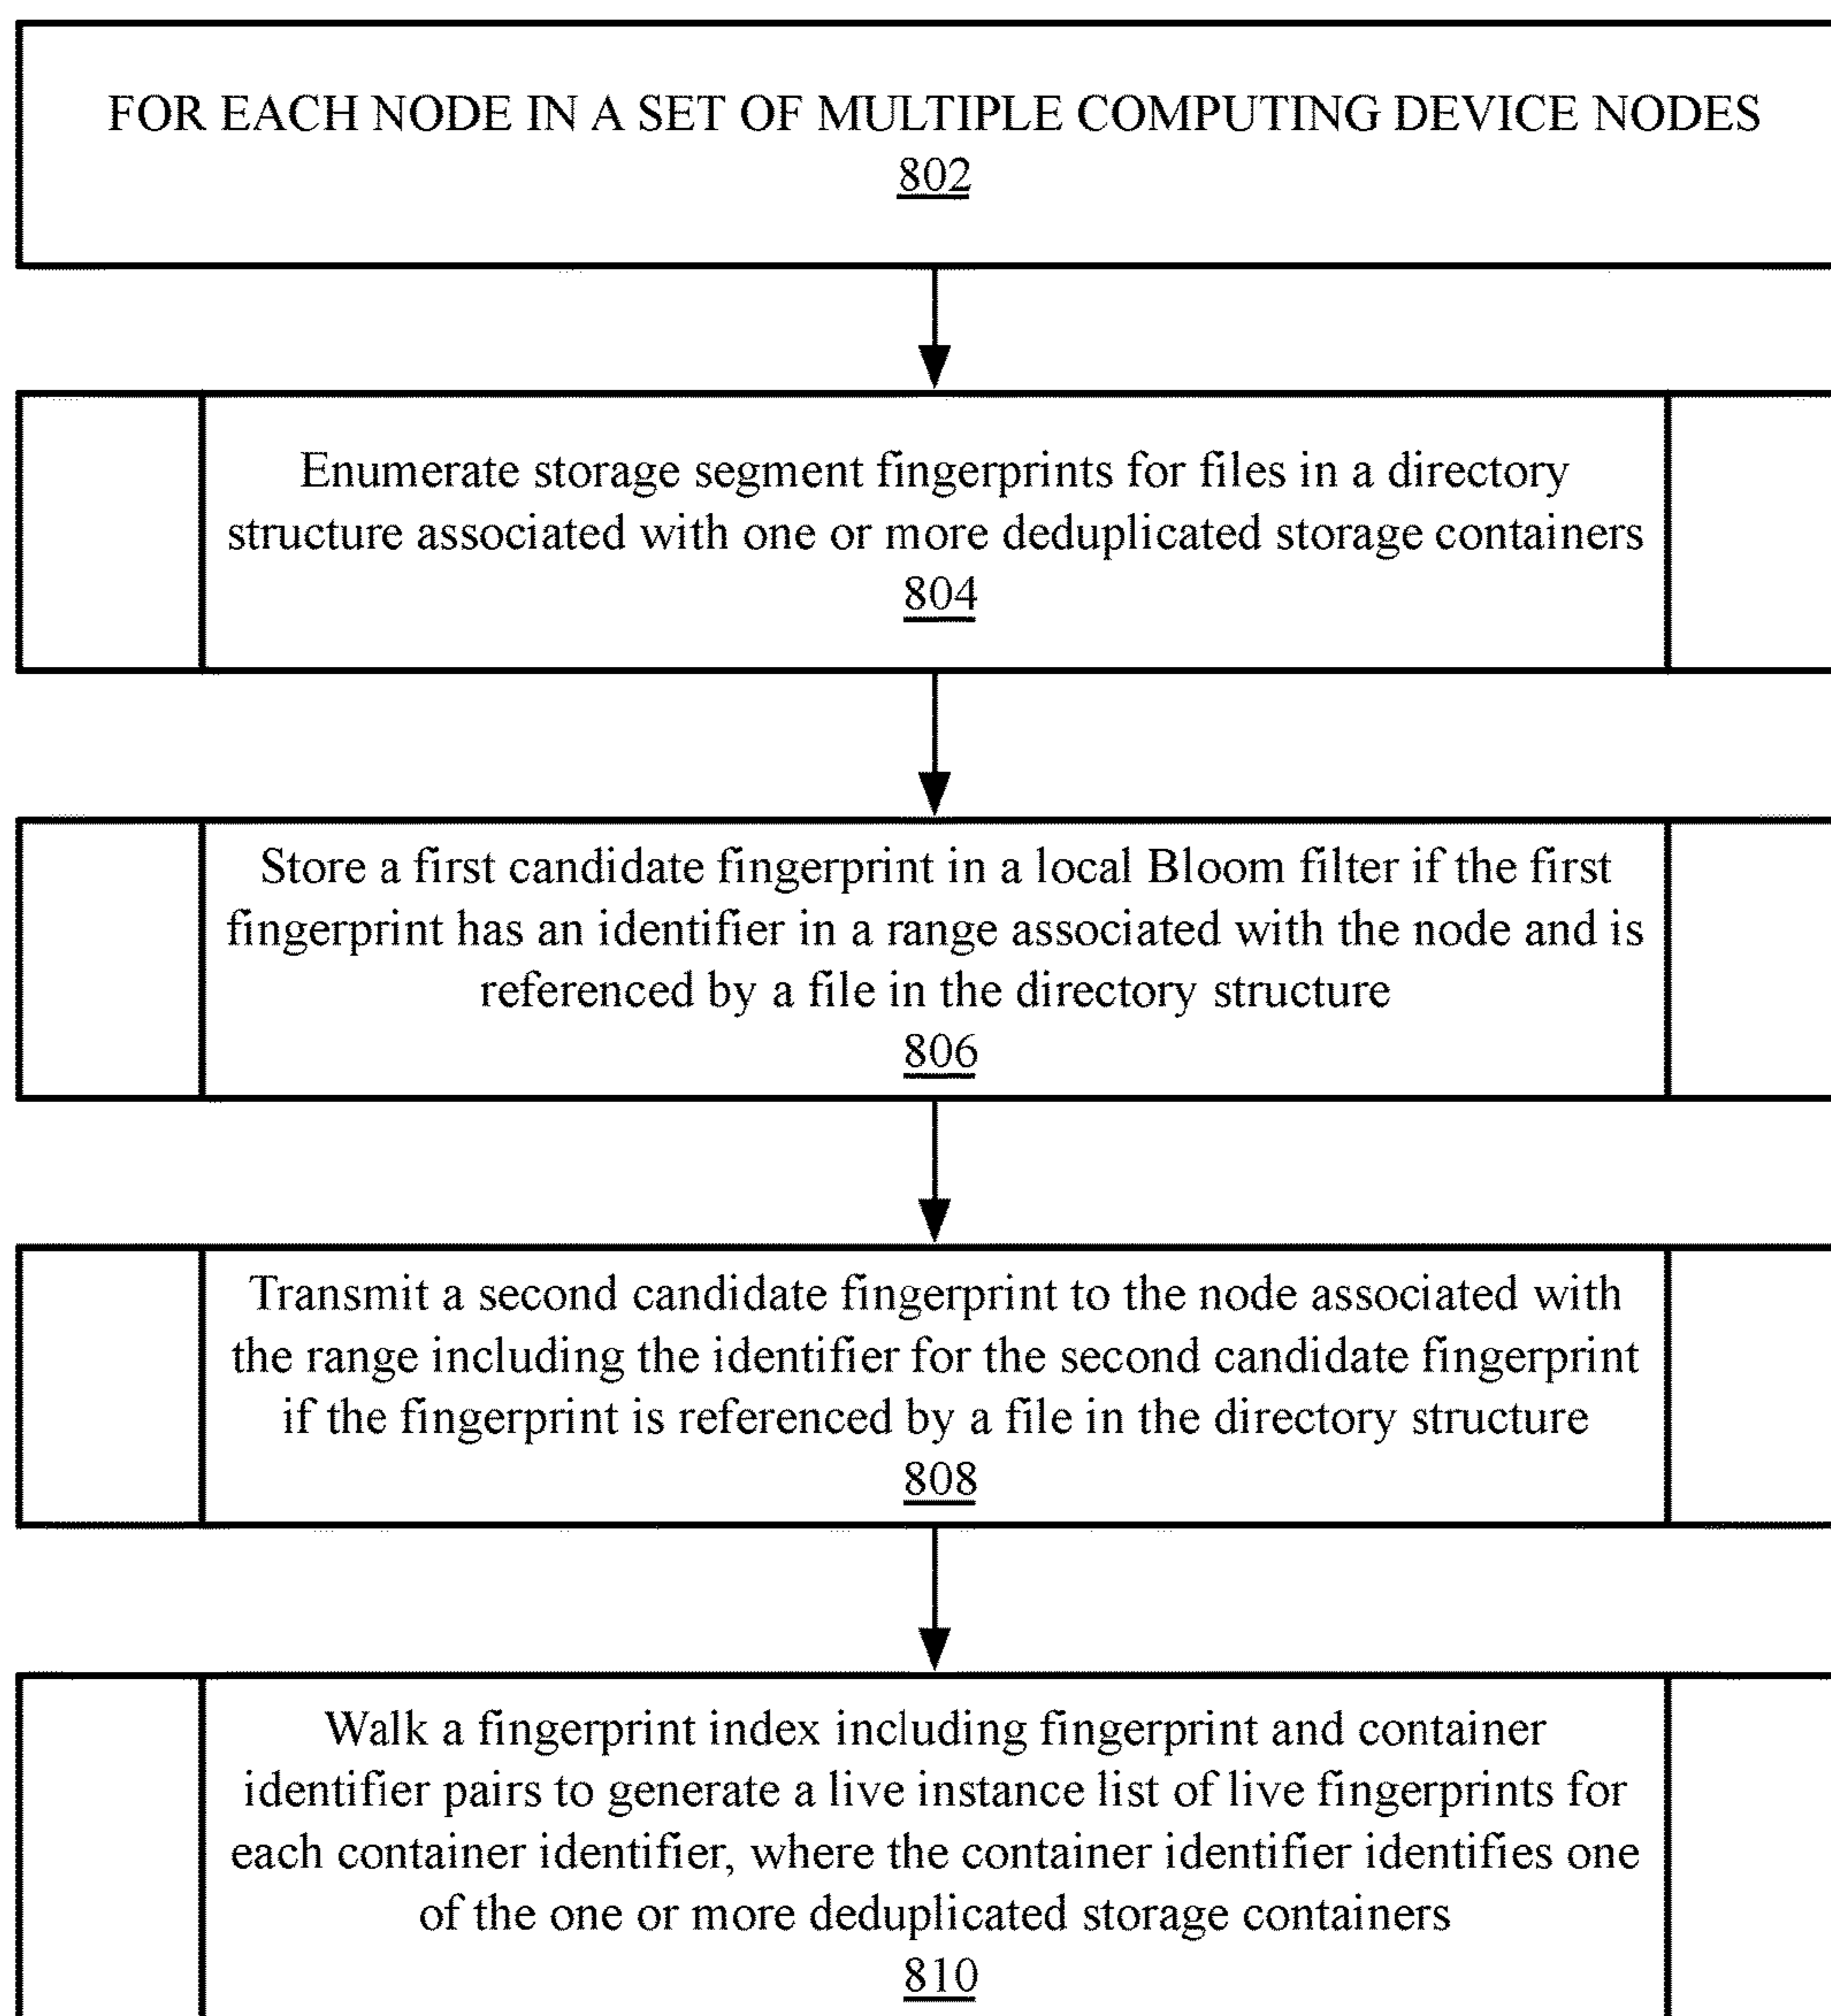 FOR EACH NODE IN A SET OF MULTIPLE COMPUTING DEVICE NODES
802
Enumerate storage segment fingerprints for files in a directory
structure associated with one or more deduplicated storage containers
804
Store a first candidate fingerprint in a local Bloom filter if the first
fingerprint has an identifier in a range associated with the node and is
referenced by a file in the directory structure
806
Transmit a second candidate fingerprint to the node associated with
the range including the identifier for the second candidate fingerprint
if the fingerprint is referenced by a file in the directory structure
808
Walk a fingerprint index including fingerprint and container
identifier pairs to generate a live instance list of live fingerprints for
each container identifier, where the container identifier identifies one
of the one or more deduplicated storage containers
810